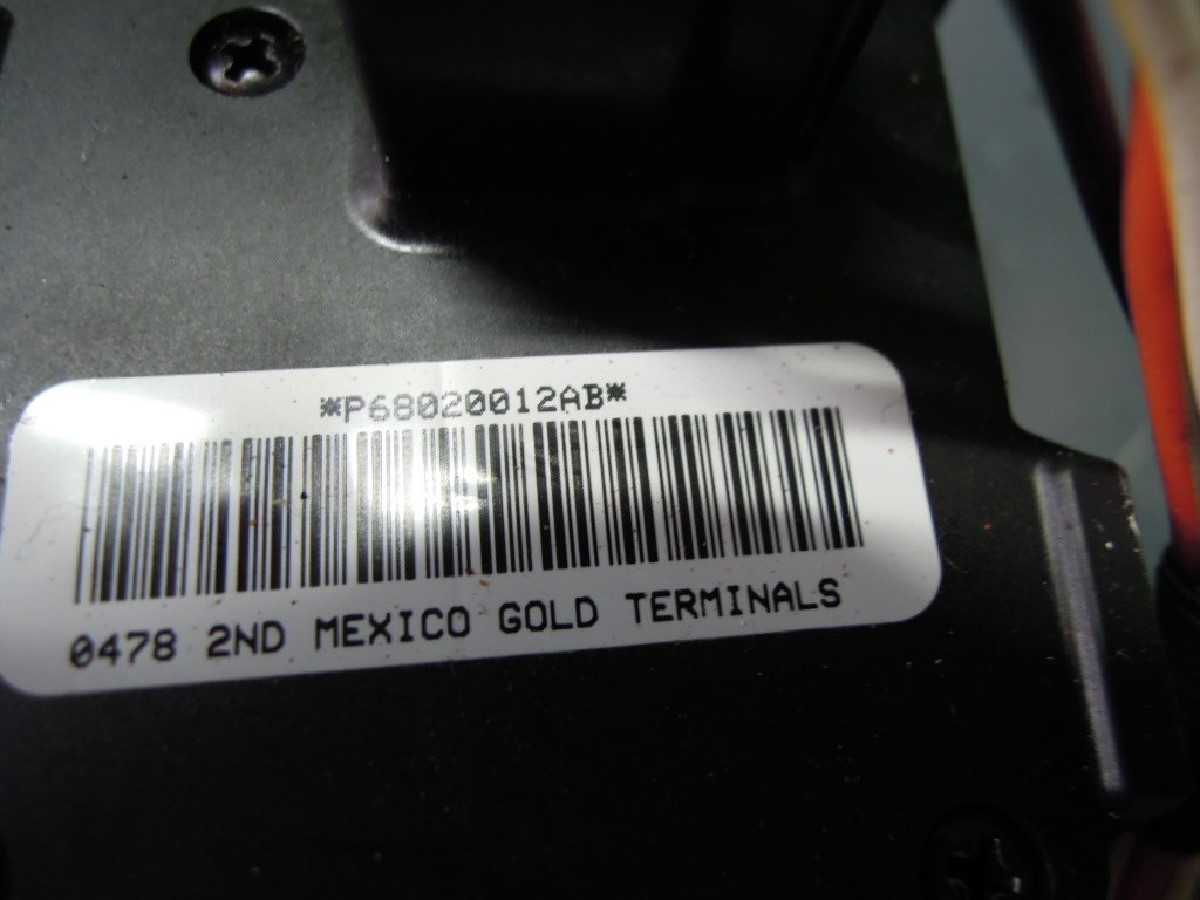 *P68020012AB*
0478 2ND MEXICO GOLD TERMINALS